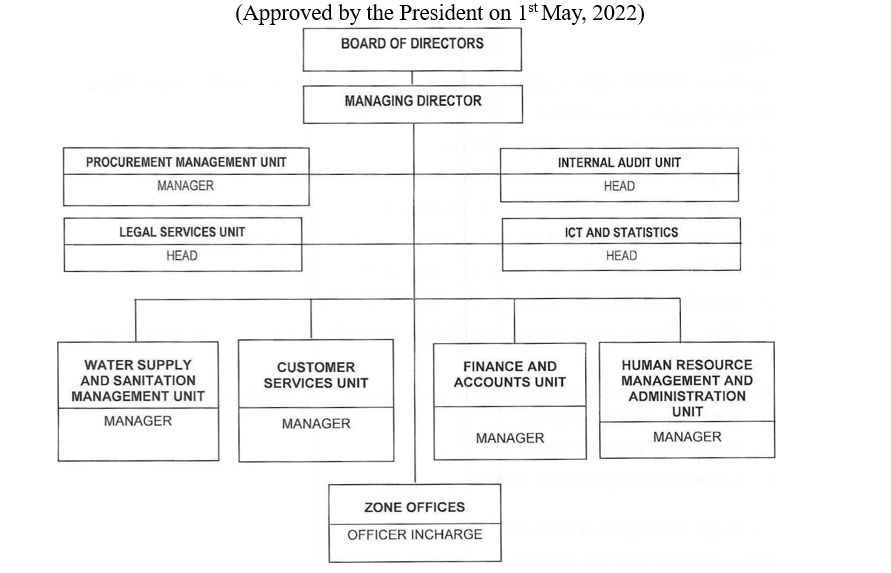 (Approved by the President on 1st May, 2022)
BOARD OF DIRECTORS
MANAGING DIRECTOR
PROCUREMENT MANAGEMENT UNIT
MANAGER
INTERNAL AUDIT UNIT
HEAD
LEGAL SERVICES UNIT
HEAD
ICT AND STATISTICS
HEAD
WATER SUPPLY
AND SANITATION
MANAGEMENT UNIT
MANAGER
CUSTOMER
SERVICES UNIT
MANAGER
FINANCE AND
ACCOUNTS UNIT
MANAGER
HUMAN RESOURCE
MANAGEMENT AND
ADMINISTRATION
UNIT
MANAGER
ZONE OFFICES
OFFICER INCHARGE